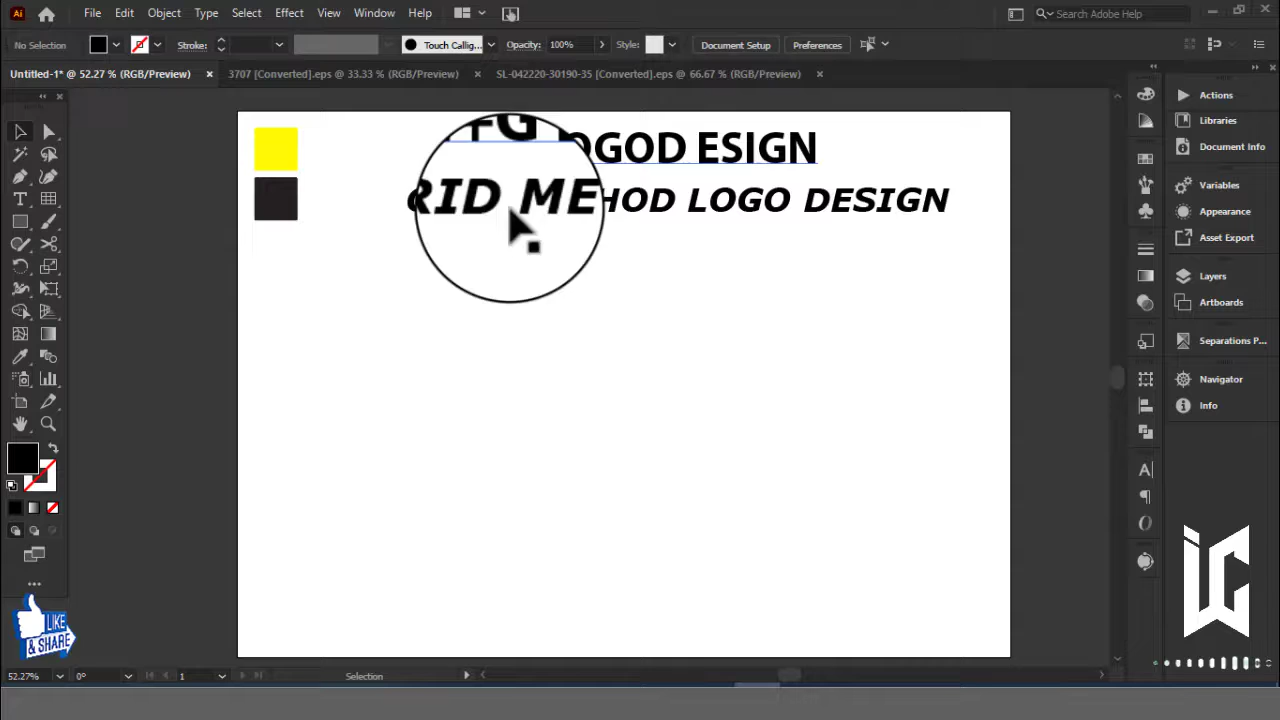 File Edit Object Type Select Effect View Window Help
Search Adobe Help
No Selection Stroke: Touch Callig... Opacity: 100% Style: Document Setup Preferences
Untitled-1* @ 52.27 % (RGB/Preview) × 3707 [Converted].eps @ 33.33 % (RGB/Preview) × SL-042220-30190-35 [Converted].eps @ 66.67 % (RGB/Preview) ×
FG OGOD ESIGN
RID ME HOD LOGO DESIGN
Actions
Libraries
Document Info
Variables
Appearance
Asset Export
Layers
Artboards
Separations P...
Navigator
Info
LIKE
& SHARE
52.27% 0° 1 Selection